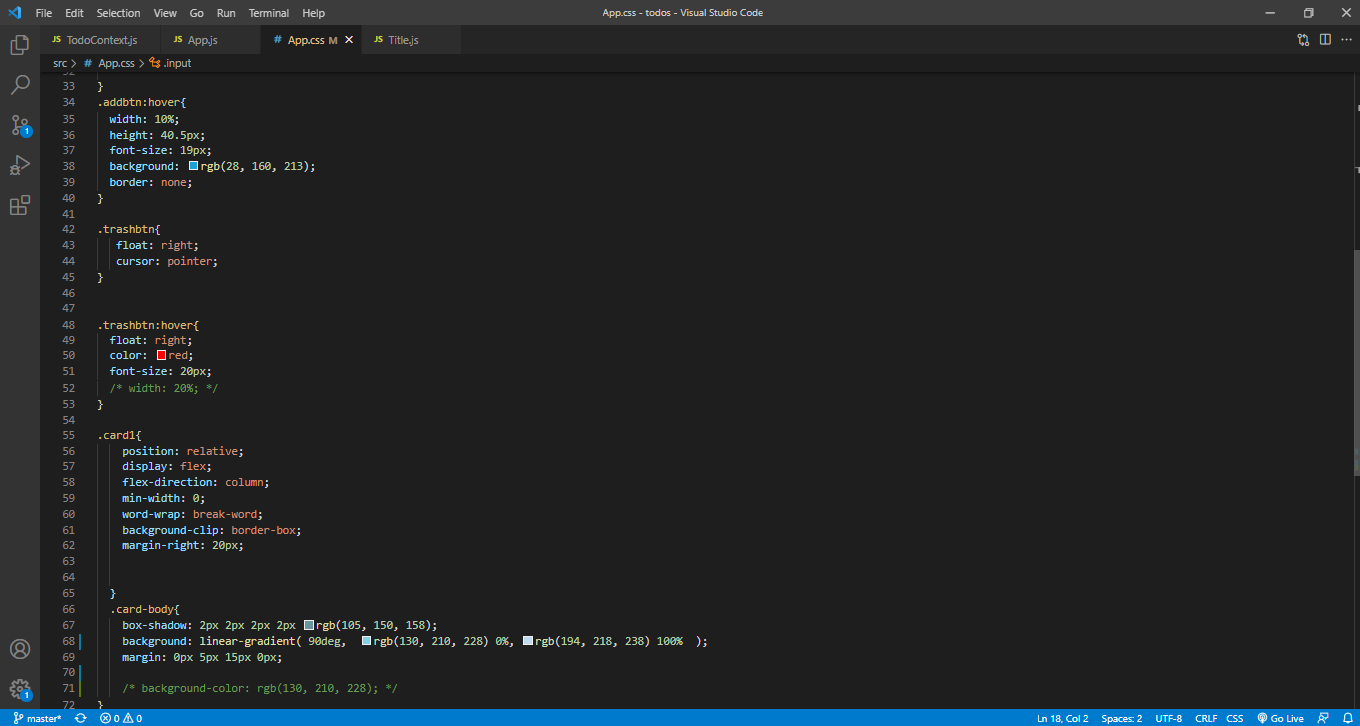 File Edit Selection View Go Run Terminal Help App.css - todos - Visual Studio Code
JS TodoContext.js JS App.js # App.css M JS Title.js
src > # App.css > .input
32
33 }
34 .addbtn:hover{
35 width: 10%;
36 height: 40.5px;
37 font-size: 19px;
38 background: rgb(28, 160, 213);
39 border: none;
40 }
41
42 .trashbtn{
43 float: right;
44 cursor: pointer;
45 }
46
47
48 .trashbtn:hover{
49 float: right;
50 color: red;
51 font-size: 20px;
52 /* width: 20%; */
53 }
54
55 .card1{
56 position: relative;
57 display: flex;
58 flex-direction: column;
59 min-width: 0;
60 word-wrap: break-word;
61 background-clip: border-box;
62 margin-right: 20px;
63
64
65 }
66 .card-body{
67 box-shadow: 2px 2px 2px 2px rgb(105, 150, 158);
68 background: linear-gradient( 90deg, rgb(130, 210, 228) 0%, rgb(194, 218, 238) 100% );
69 margin: 0px 5px 15px 0px;
70
71 /* background-color: rgb(130, 210, 228); */
72 }
1
1
master* 0 0 Ln 18, Col 2 Spaces: 2 UTF-8 CRLF CSS Go Live